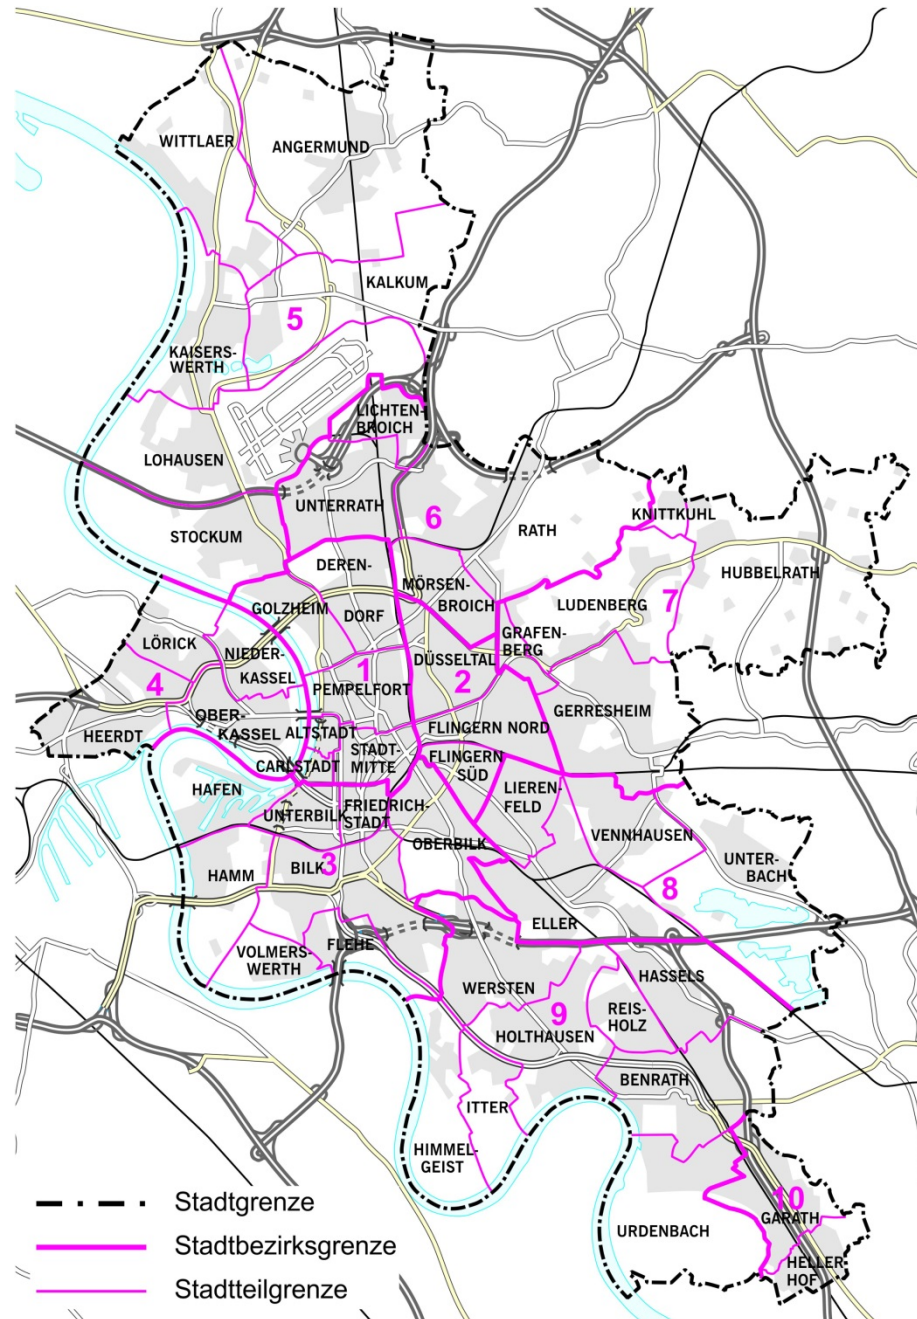 WITTLAER
ANGERMUND
KALKUM
5
KAISERS-
WERTH
LICHTEN-
BROICH
LOHAUSEN
UNTERRATH
6
STOCKUM
RATH
KNITTKUHL
HUBBELRATH
DEREN-
DORF
MÖRSEN-
BROICH
LUDENBERG
7
GOLZHEIM
GRAFEN-
BERG
LÖRICK
NIEDER-
KASSEL
4
1
DÜSSELTAL
2
PEMPELFORT
GERRESHEIM
OBER-
KASSEL
HEERDT
ALTSTADT
FLINGERN NORD
STADT-
MITTE
FLINGERN
SÜD
CARLSTADT
HAFEN
LIEREN-
FELD
UNTERBILK
FRIEDRICH-
STADT
OBERBILK
VENNHAUSEN
UNTER-
BACH
3
BILK
HAMM
8
ELLER
VOLMERS-
WERTH
FLEHE
HASSELS
WERSTEN
9
REIS-
HOLZ
HOLTHAUSEN
BENRATH
ITTER
HIMMEL-
GEIST
10
GARATH
URDENBACH
HELLER
HOF
Stadtgrenze
Stadtbezirksgrenze
Stadtteilgrenze